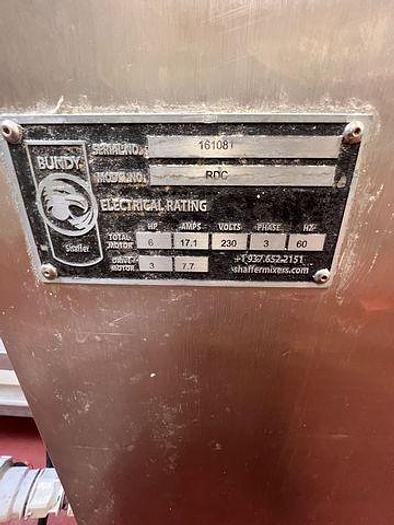 BUNDY
shaffer
SERIAL NO.: 161081
MODEL NO.: RDC
ELECTRICAL RATING
HP AMPS VOLTS PHASE HZ
TOTAL MOTOR 6 17.1 230 3 60
DRIVE MOTOR 3 7.7
+1 937.652.2151
shaffermixers.com